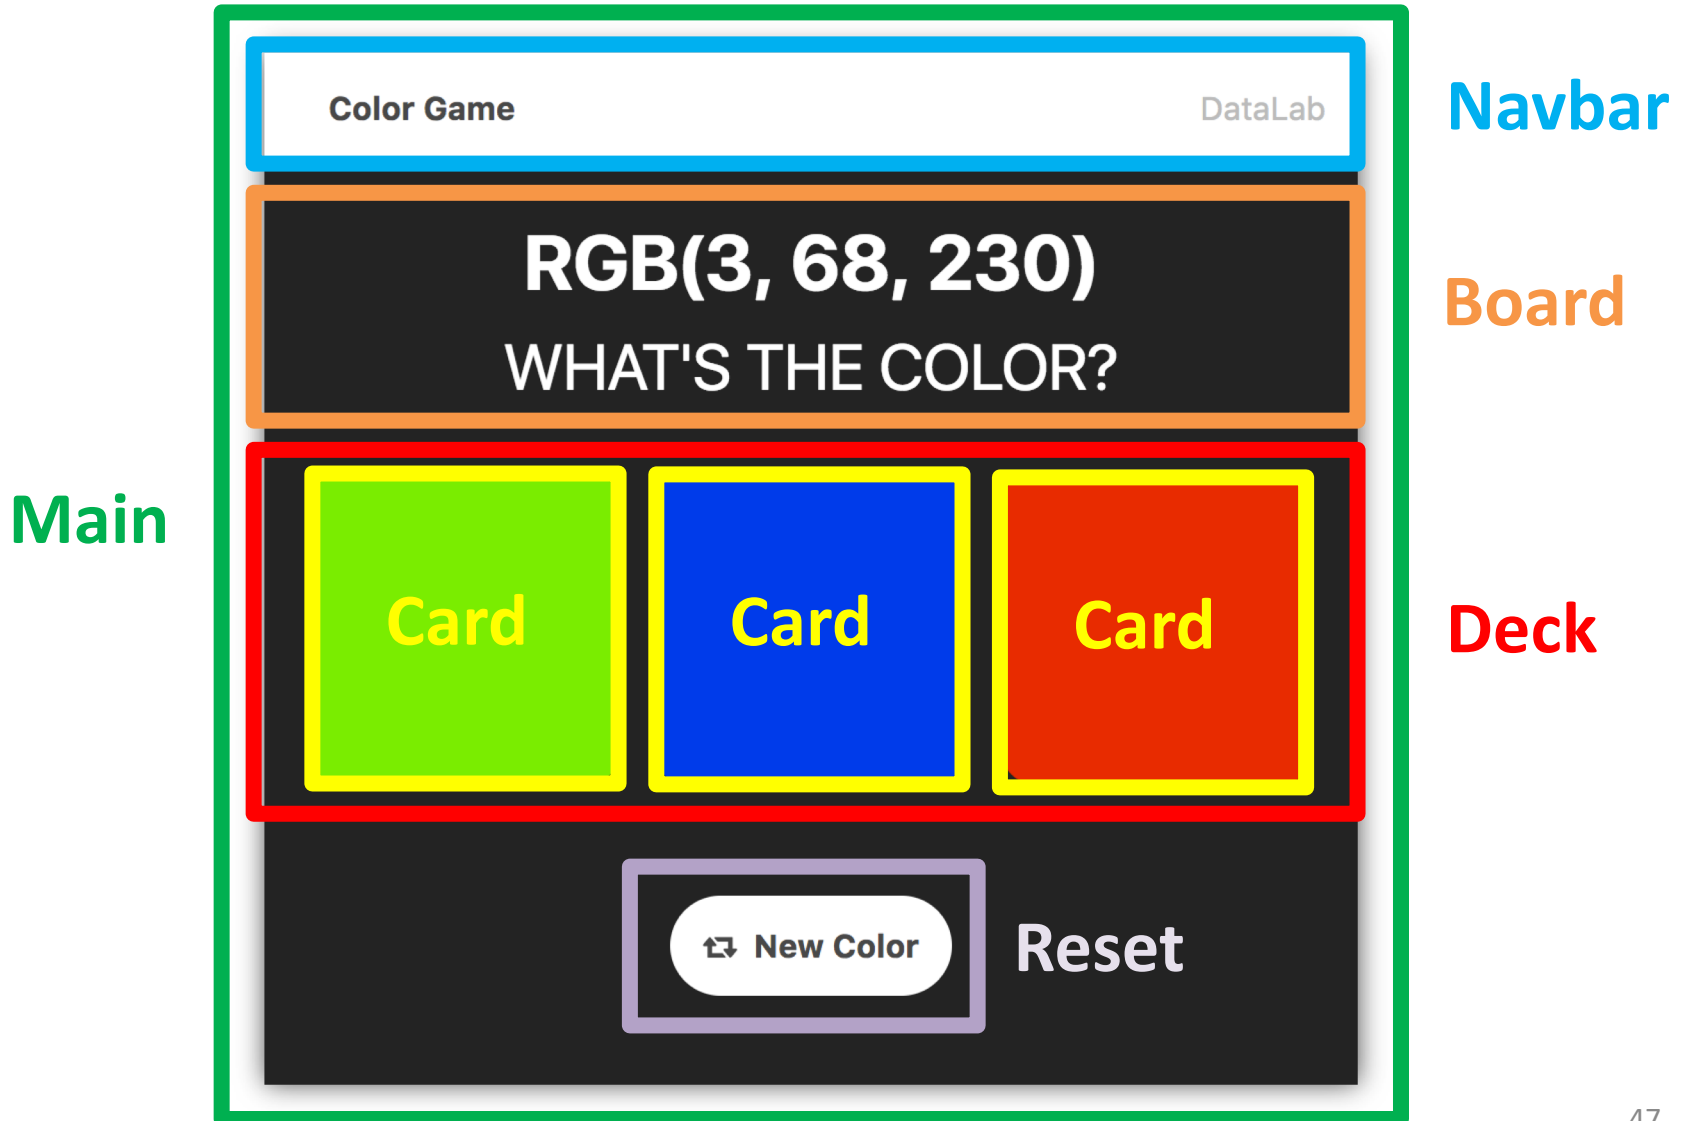 Color Game
DataLab
Navbar
RGB(3, 68, 230)
WHAT'S THE COLOR?
Board
Main
Card
Card
Card
Deck
New Color
Reset
47